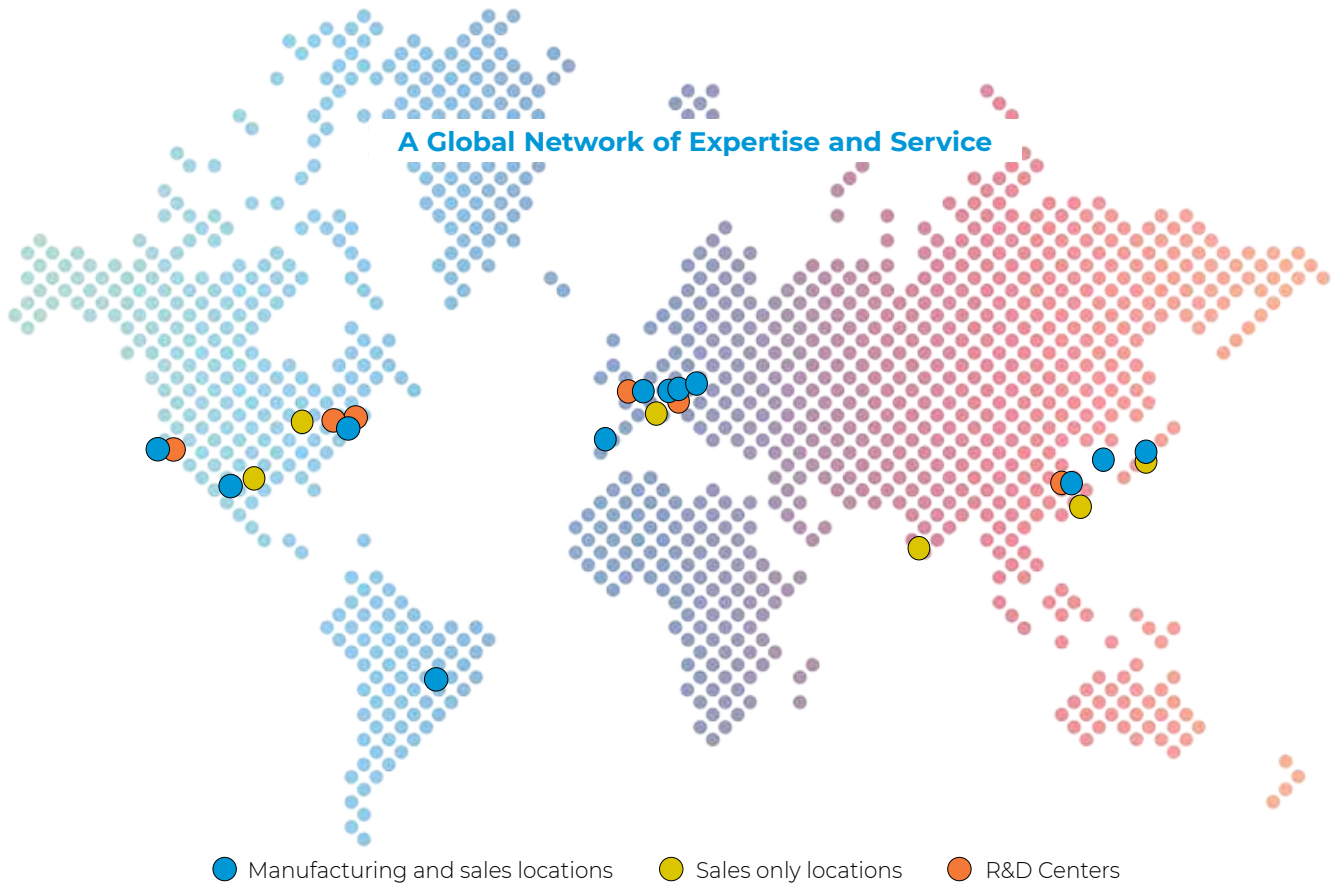 A Global Network of Expertise and Service
Manufacturing and sales locations
Sales only locations
R&D Centers